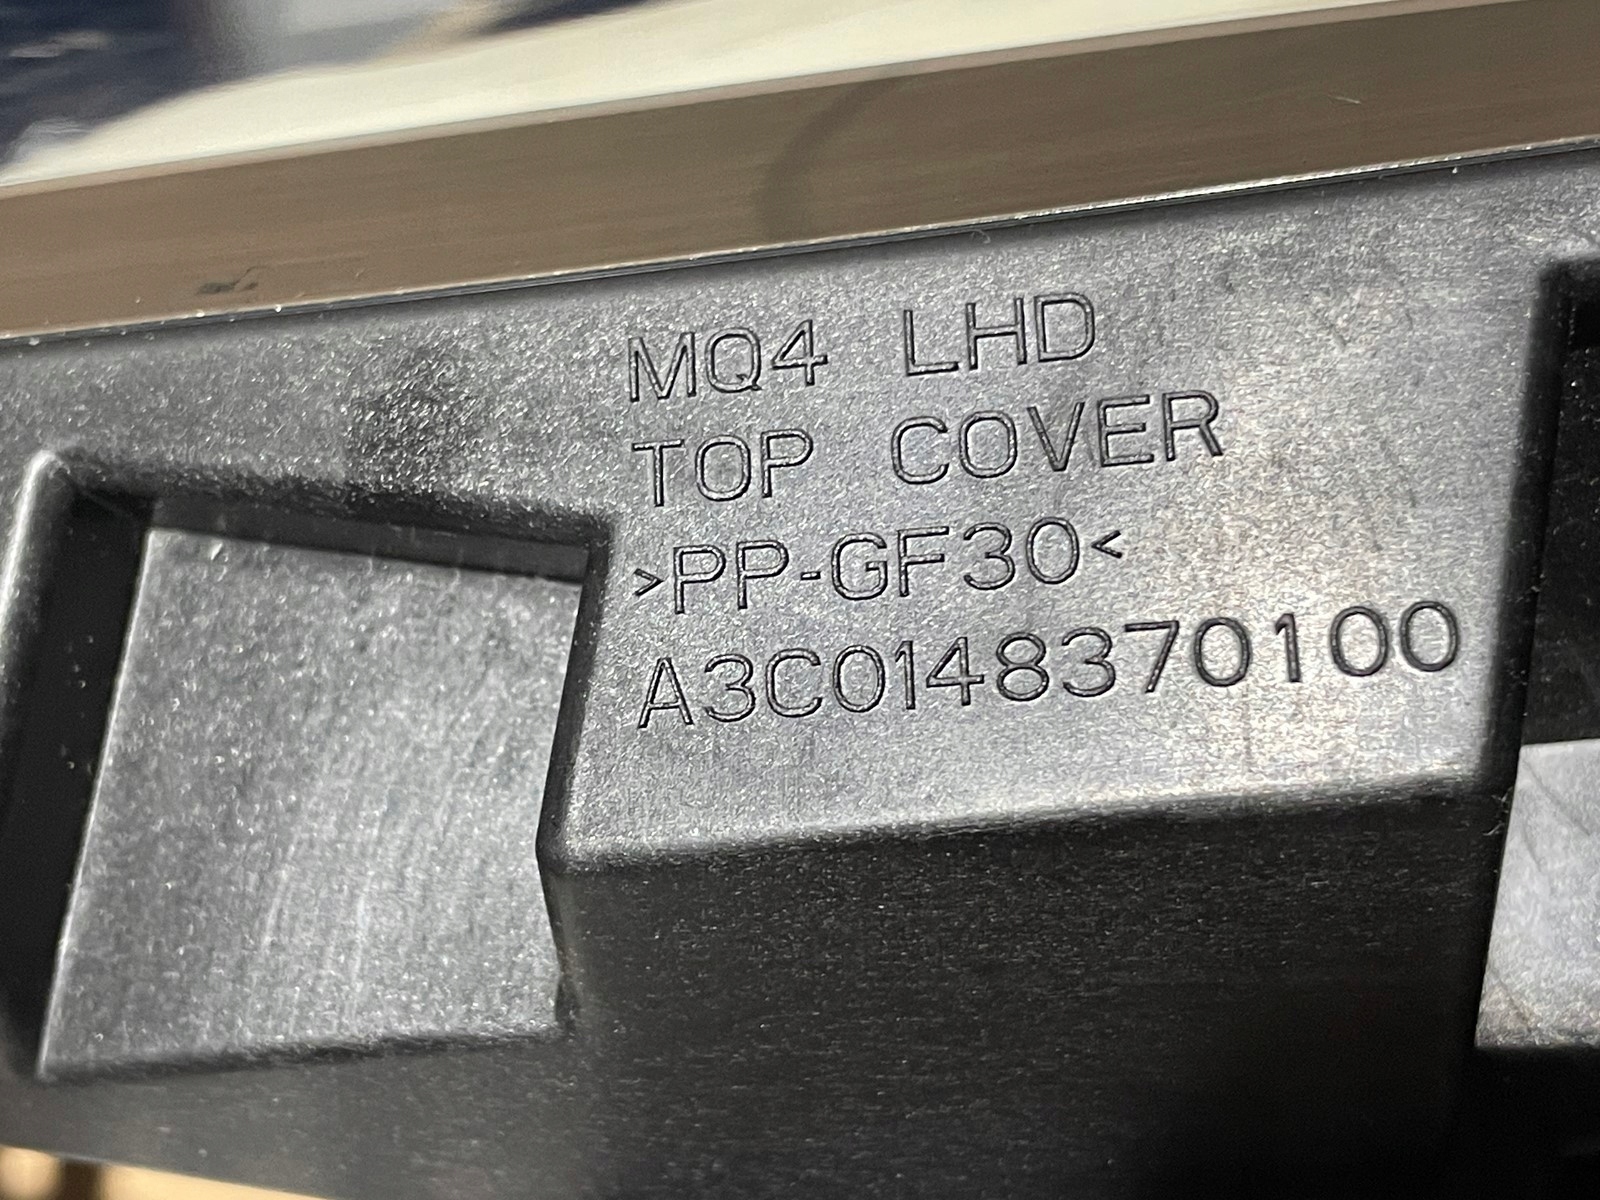 MQ4 LHD
TOP COVER
>PP-GF30<
A3C0148370100